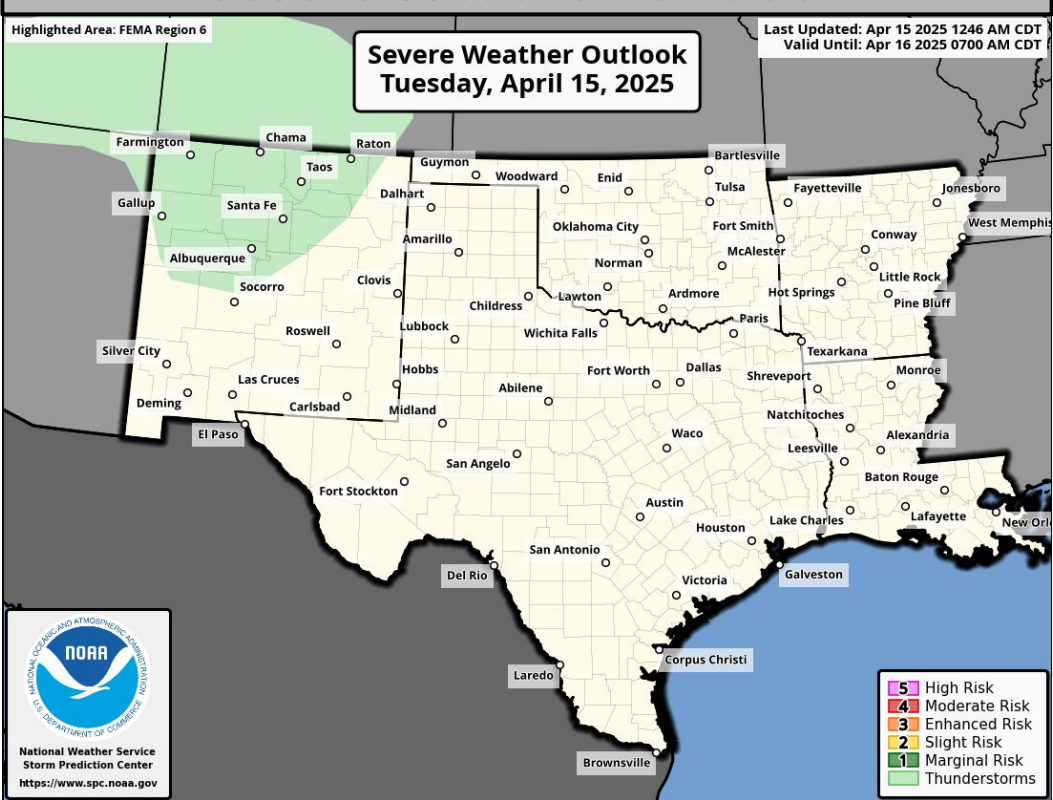 Highlighted Area: FEMA Region 6
Severe Weather Outlook
Tuesday, April 15, 2025
Last Updated: Apr 15 2025 1246 AM CDT
Valid Until: Apr 16 2025 0700 AM CDT
Farmington
Chama
Raton
Taos
Gallup
Santa Fe
Albuquerque
Socorro
Guymon
Woodward
Enid
Bartlesville
Tulsa
Dalhart
Fayetteville
Jonesboro
Amarillo
Oklahoma City
Fort Smith
Conway
West Memphis
Norman
McAlester
Clovis
Childress
Lawton
Ardmore
Hot Springs
Little Rock
Pine Bluff
Roswell
Lubbock
Wichita Falls
Paris
Texarkana
Silver City
Las Cruces
Hobbs
Fort Worth
Dallas
Shreveport
Monroe
Deming
Carlsbad
Midland
Abilene
Natchitoches
El Paso
San Angelo
Waco
Leesville
Alexandria
Fort Stockton
Austin
Baton Rouge
Houston
Lake Charles
Lafayette
New Orl
Del Rio
San Antonio
Victoria
Galveston
Laredo
Corpus Christi
Brownsville
NATIONAL OCEANIC AND ATMOSPHERIC ADMINISTRATION
NOAA
U.S. DEPARTMENT OF COMMERCE
National Weather Service
Storm Prediction Center
https://www.spc.noaa.gov
5 High Risk
4 Moderate Risk
3 Enhanced Risk
2 Slight Risk
1 Marginal Risk
Thunderstorms